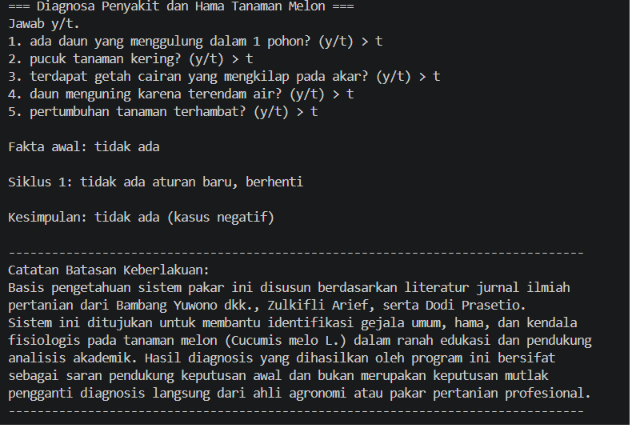 === Diagnosa Penyakit dan Hama Tanaman Melon ===
Jawab y/t.
1. ada daun yang menggulung dalam 1 pohon? (y/t) > t
2. pucuk tanaman kering? (y/t) > t
3. terdapat getah cairan yang mengkilap pada akar? (y/t) > t
4. daun menguning karena terendam air? (y/t) > t
5. pertumbuhan tanaman terhambat? (y/t) > t
Fakta awal: tidak ada
Siklus 1: tidak ada aturan baru, berhenti
Kesimpulan: tidak ada (kasus negatif)
--------------------------------------------------------------------------------
Catatan Batasan Keberlakuan:
Basis pengetahuan sistem pakar ini disusun berdasarkan literatur jurnal ilmiah
pertanian dari Bambang Yuwono dkk., Zulkifli Arief, serta Dodi Prasetio.
Sistem ini ditujukan untuk membantu identifikasi gejala umum, hama, dan kendala
fisiologis pada tanaman melon (Cucumis melo L.) dalam ranah edukasi dan pendukung
analisis akademik. Hasil diagnosis yang dihasilkan oleh program ini bersifat
sebagai saran pendukung keputusan awal dan bukan merupakan keputusan mutlak
pengganti diagnosis langsung dari ahli agronomi atau pakar pertanian profesional.
--------------------------------------------------------------------------------